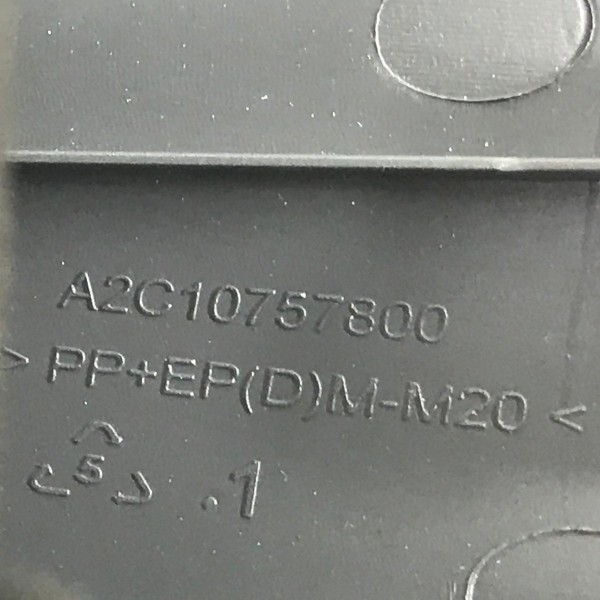 A2C10757800
> PP+EP(D)M-M20 <
5 .1